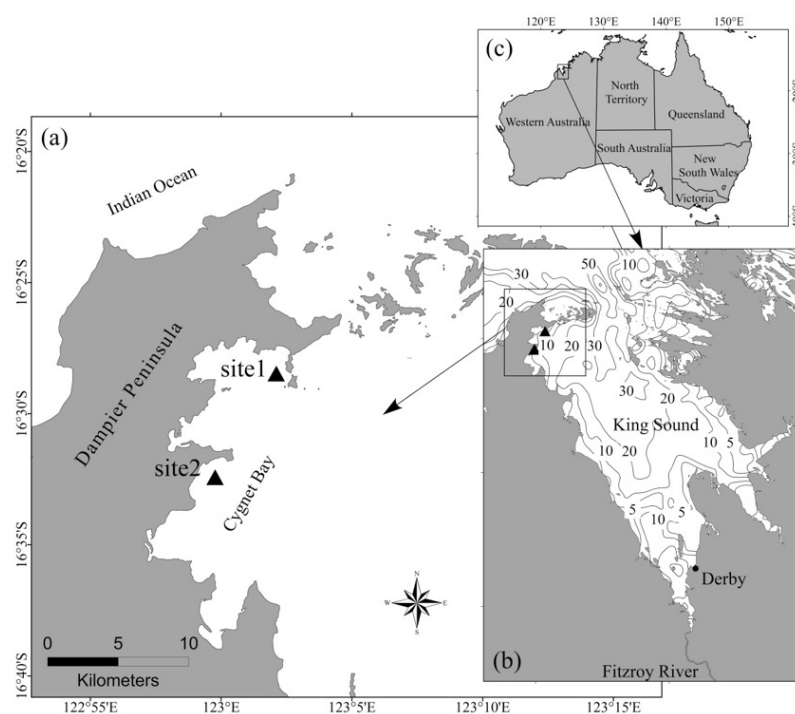 (c)
120°E 130°E 140°E 150°E
North
Territory
Western Australia
Queensland
South Australia
New
South Wales
Victoria
(a)
16°20'S
16°25'S
16°30'S
16°35'S
16°40'S
Indian Ocean
Dampier Peninsula
site1
site2
Cygnet Bay
N
W E
S
0 5 10
Kilometers
122°55'E 123°E 123°5'E 123°10'E 123°15'E
50 10
30
20
10 20 30
30 20
King Sound
10 20 10 5
5 5
10
Derby
Fitzroy River
(b)